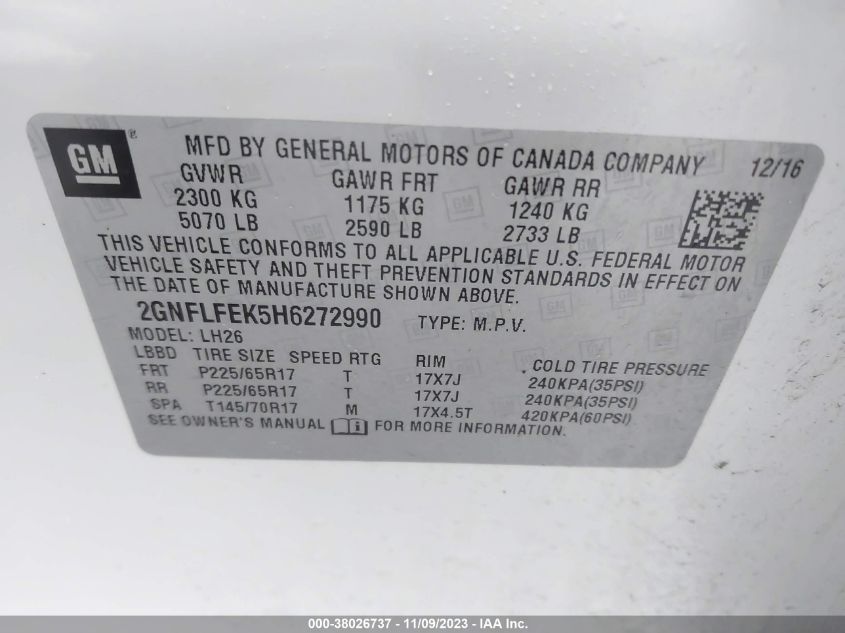 GM® MFD BY GENERAL MOTORS OF CANADA COMPANY 12/16
GVWR GAWR FRT GAWR RR
2300 KG 1175 KG 1240 KG
5070 LB 2590 LB 2733 LB
THIS VEHICLE CONFORMS TO ALL APPLICABLE U.S. FEDERAL MOTOR
VEHICLE SAFETY AND THEFT PREVENTION STANDARDS IN EFFECT ON
THE DATE OF MANUFACTURE SHOWN ABOVE.
2GNFLFEK5H6272990 TYPE: M.P.V.
MODEL: LH26
LBBD TIRE SIZE SPEED RTG RIM COLD TIRE PRESSURE
FRT P225/65R17 T 17X7J 240KPA(35PSI)
RR P225/65R17 T 17X7J 240KPA(35PSI)
SPA T145/70R17 M 17X4.5T 420KPA(60PSI)
SEE OWNER'S MANUAL i FOR MORE INFORMATION.
000-38026737 - 11/09/2023 - IAA Inc.